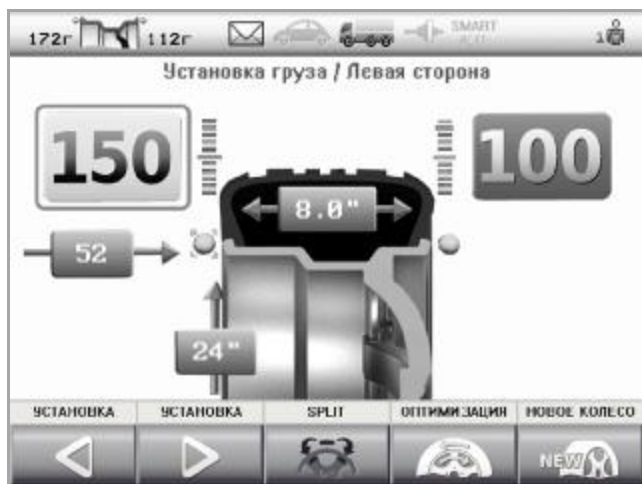 172г 112г SMART 1
Установка груза / Левая сторона
150 100
8.0"
52
24"
УСТАНОВКА УСТАНОВКА SPLIT ОПТИМИЗАЦИЯ НОВОЕ КОЛЕСО
NEW